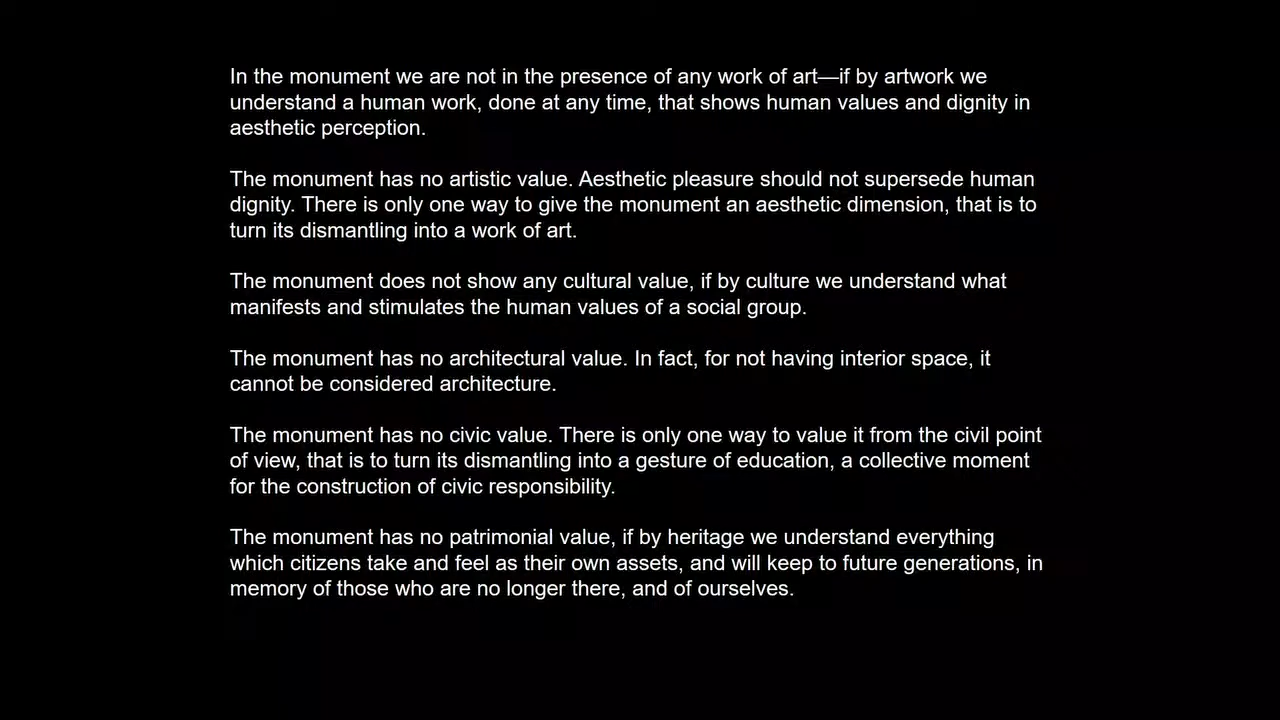 In the monument we are not in the presence of any work of art—if by artwork we
understand a human work, done at any time, that shows human values and dignity in
aesthetic perception.
The monument has no artistic value. Aesthetic pleasure should not supersede human
dignity. There is only one way to give the monument an aesthetic dimension, that is to
turn its dismantling into a work of art.
The monument does not show any cultural value, if by culture we understand what
manifests and stimulates the human values of a social group.
The monument has no architectural value. In fact, for not having interior space, it
cannot be considered architecture.
The monument has no civic value. There is only one way to value it from the civil point
of view, that is to turn its dismantling into a gesture of education, a collective moment
for the construction of civic responsibility.
The monument has no patrimonial value, if by heritage we understand everything
which citizens take and feel as their own assets, and will keep to future generations, in
memory of those who are no longer there, and of ourselves.